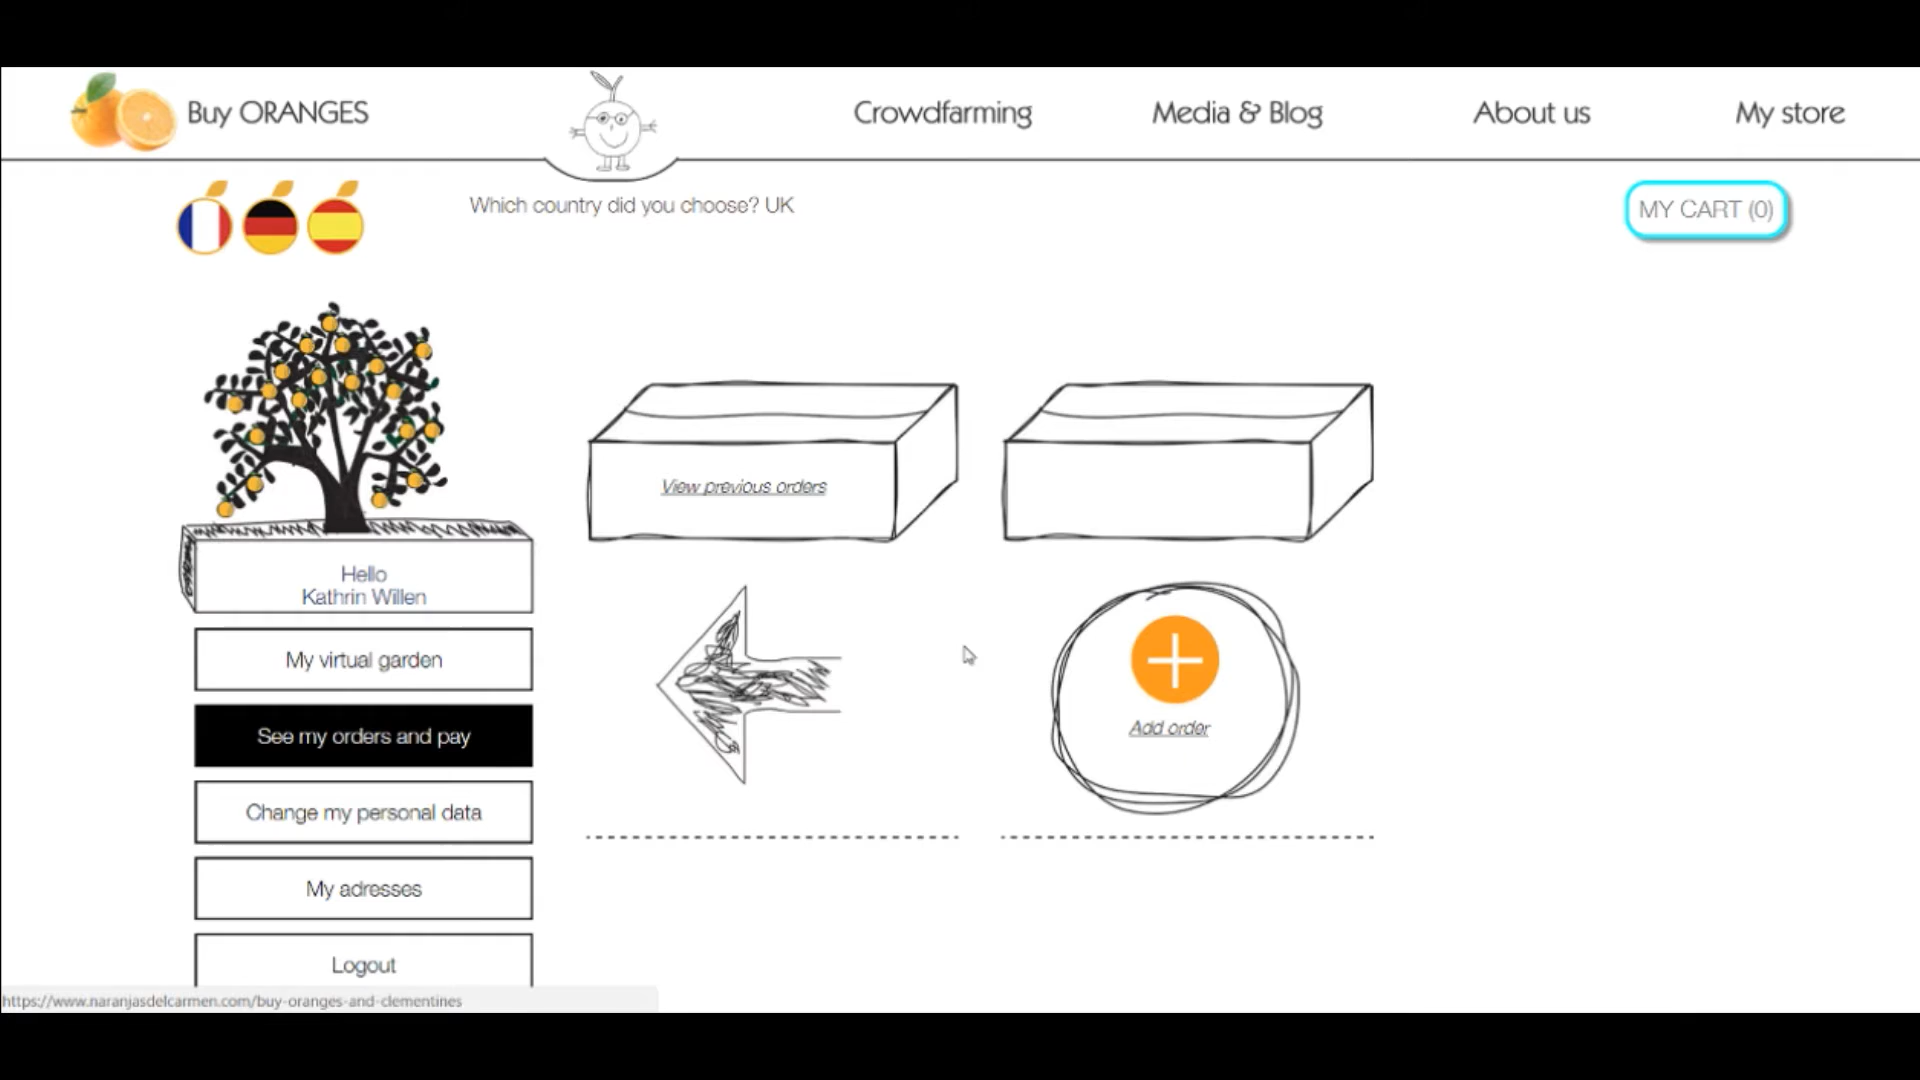 Buy ORANGES
Crowdfarming
Media & Blog
About us
My store
Which country did you choose? UK
MY CART (0)
View previous orders
Hello
Kathrin Willen
My virtual garden
See my orders and pay
Change my personal data
My adresses
Logout
Add order
https://www.naranjasdelcarmen.com/buy-oranges-and-clementines